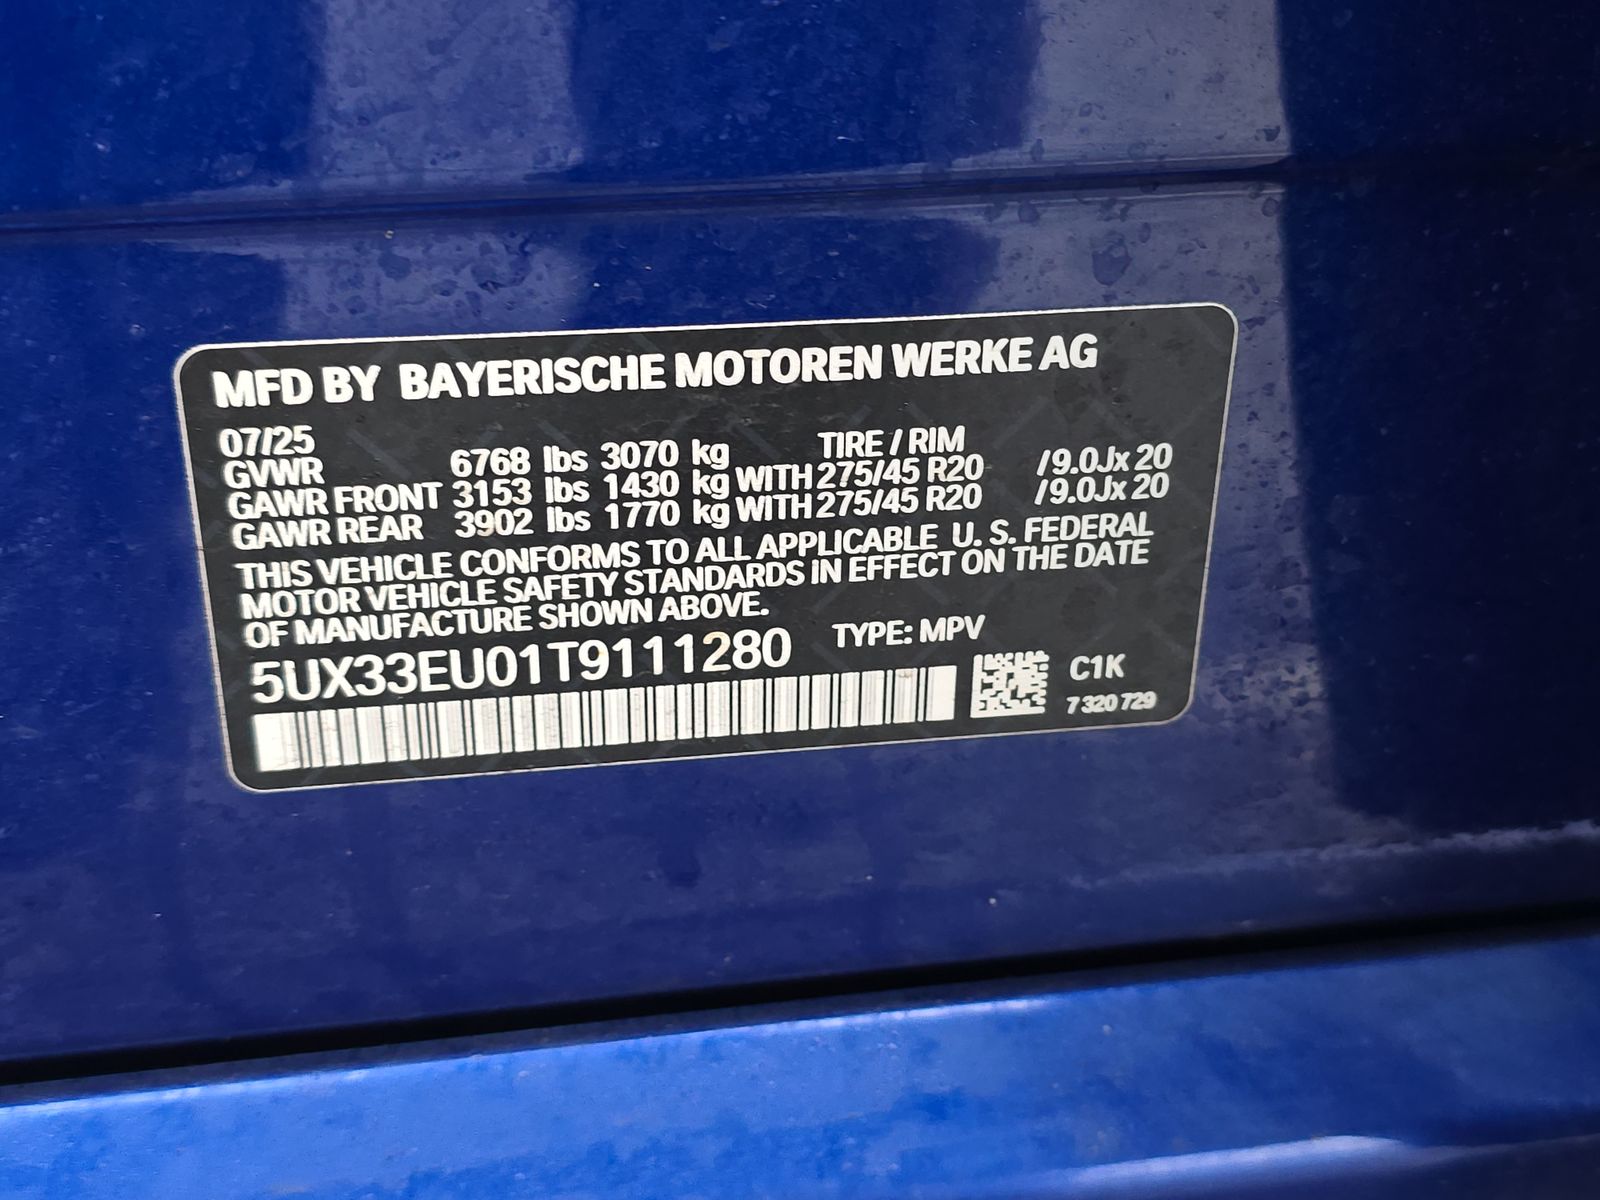 MFD BY BAYERISCHE MOTOREN WERKE AG
07/25 TIRE / RIM
GVWR 6768 lbs 3070 kg
GAWR FRONT 3153 lbs 1430 kg WITH 275/45 R20 /9.0Jx 20
GAWR REAR 3902 lbs 1770 kg WITH 275/45 R20 /9.0Jx 20
THIS VEHICLE CONFORMS TO ALL APPLICABLE U. S. FEDERAL
MOTOR VEHICLE SAFETY STANDARDS IN EFFECT ON THE DATE
OF MANUFACTURE SHOWN ABOVE.
5UX33EU01T9111280 TYPE: MPV
C1K
7 320 729